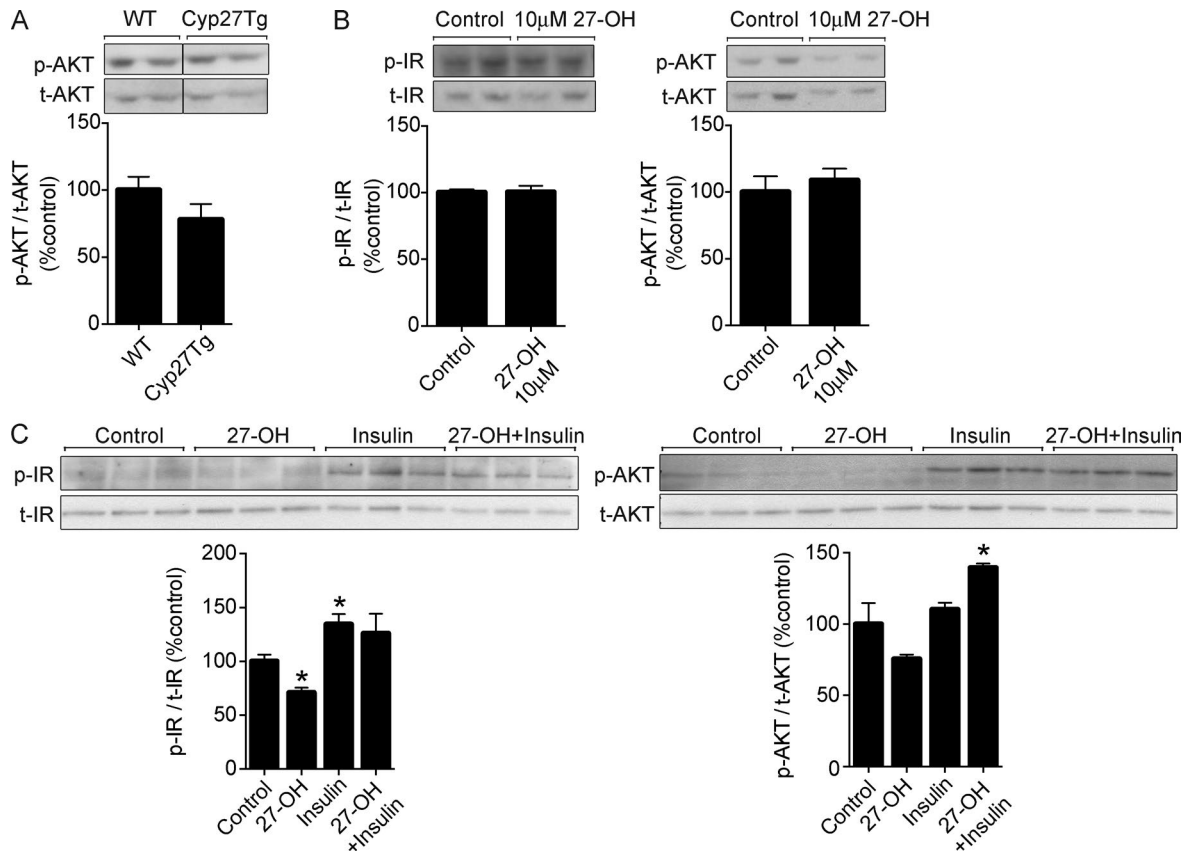 A
WT Cyp27Tg
p-AKT
t-AKT
p-AKT / t-AKT
(%control)
150
100
50
0
WT
Cyp27Tg
B
Control 10μM 27-OH
p-IR
t-IR
p-IR / t-IR
(%control)
150
100
50
0
Control
27-OH
10μM
Control 10μM 27-OH
p-AKT
t-AKT
p-AKT / t-AKT
(%control)
150
100
50
0
Control
27-OH
10μM
C
Control 27-OH Insulin 27-OH+Insulin
p-IR
t-IR
p-IR / t-IR (%control)
200
150
100
50
0
*
*
Control
27-OH
Insulin
27-OH
+Insulin
Control 27-OH Insulin 27-OH+Insulin
p-AKT
t-AKT
p-AKT / t-AKT (%control)
150
100
50
0
*
Control
27-OH
Insulin
27-OH
+Insulin